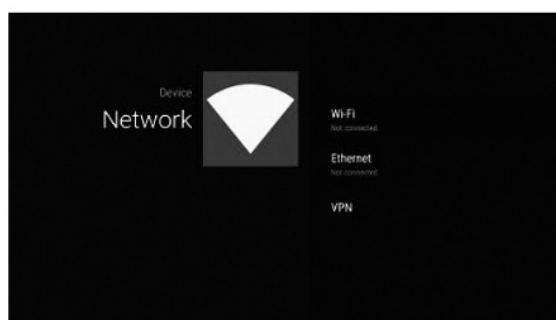 Device
Network
Wi-Fi
Not connected
Ethernet
Not connected
VPN